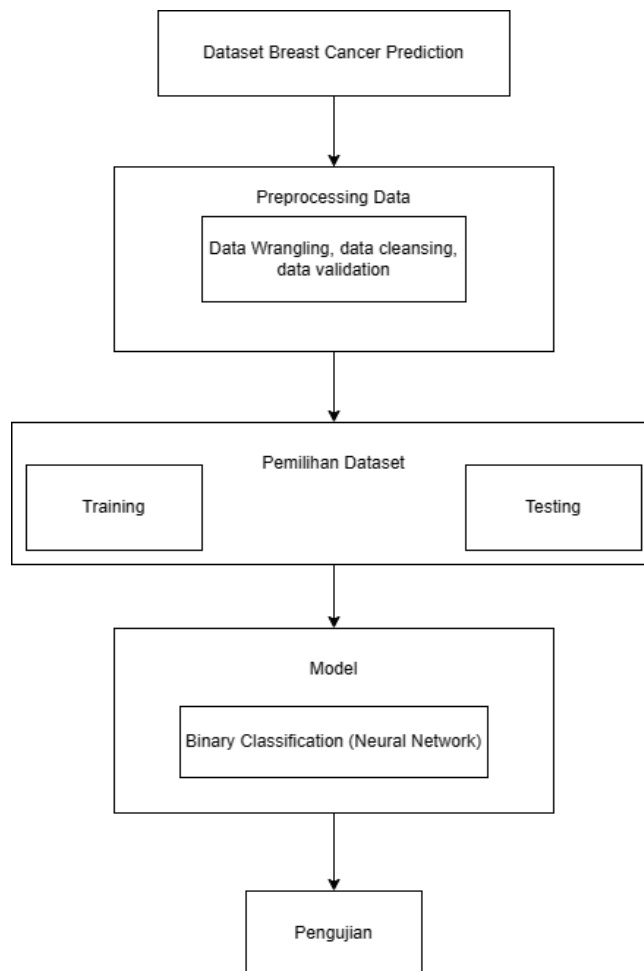 Dataset Breast Cancer Prediction
Preprocessing Data
Data Wrangling, data cleansing,
data validation
Pemilihan Dataset
Training
Testing
Model
Binary Classification (Neural Network)
Pengujian